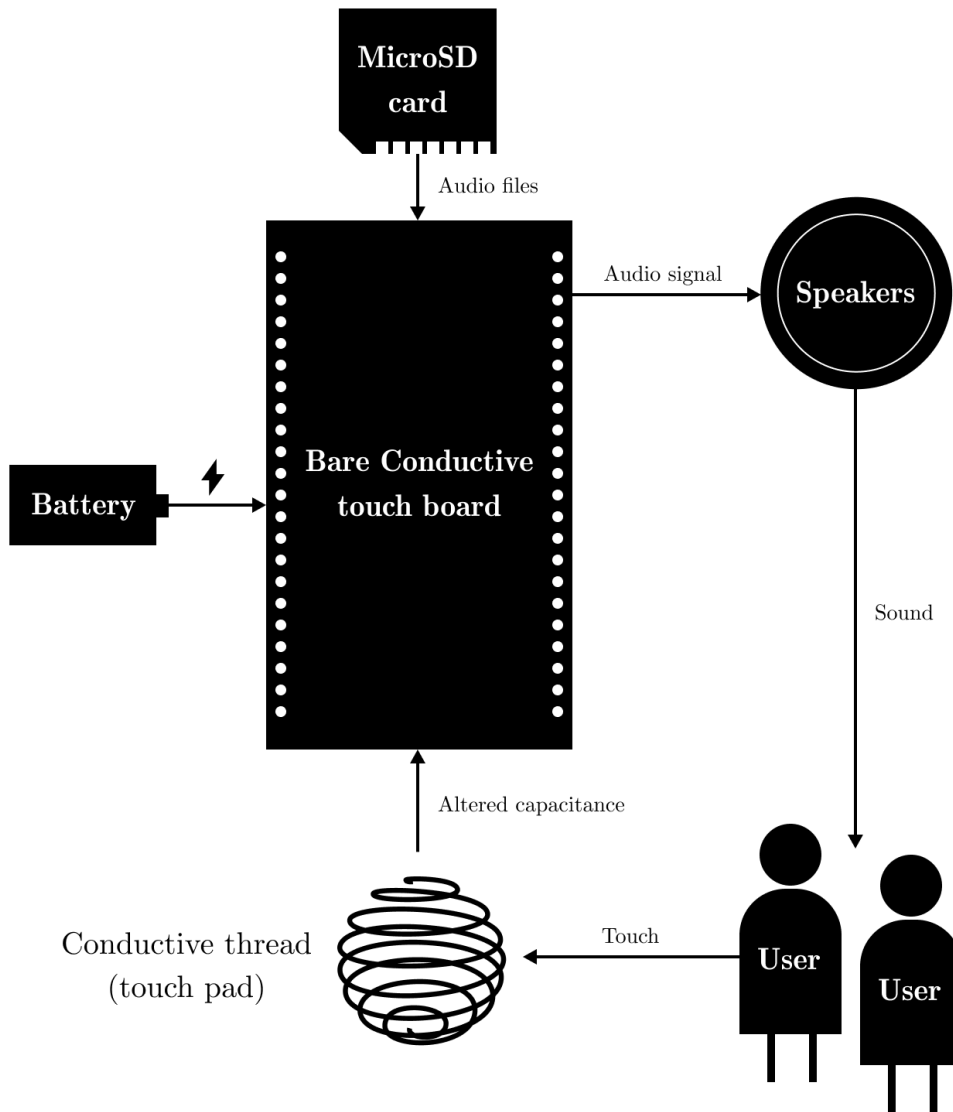 MicroSD
card
Audio files
Audio signal
Speakers
Bare Conductive
touch board
Battery
Sound
Altered capacitance
Conductive thread
(touch pad)
Touch
User
User